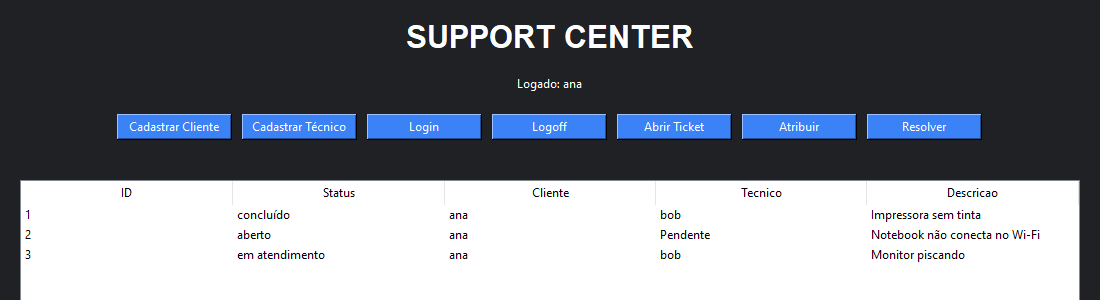 SUPPORT CENTER
Logado: ana
Cadastrar Cliente Cadastrar Técnico Login Logoff Abrir Ticket Atribuir Resolver
ID Status Cliente Tecnico Descricao
1 concluído ana bob Impressora sem tinta
2 aberto ana Pendente Notebook não conecta no Wi-Fi
3 em atendimento ana bob Monitor piscando